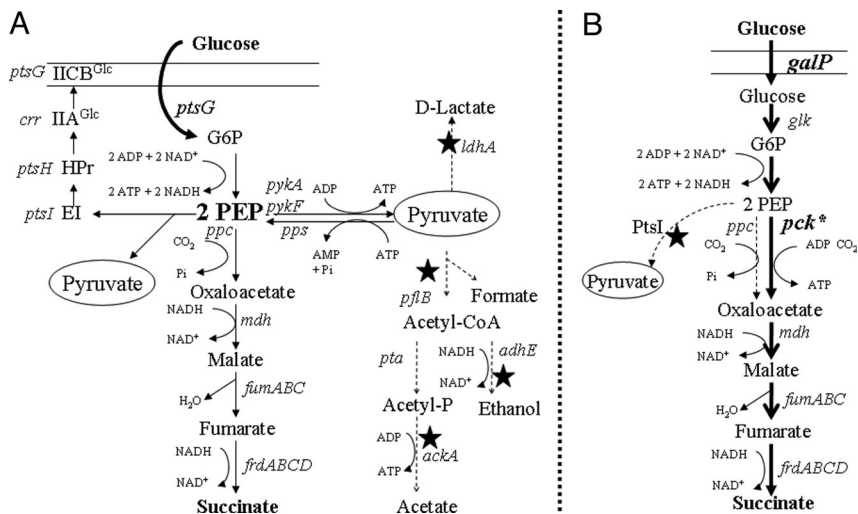 A
Glucose
ptsG IICB^Glc
crr IIA^Glc
ptsG
D-Lactate
ldhA
G6P
ptsH HPr
2 ADP + 2 NAD⁺
2 ATP + 2 NADH
ptsI EI
2 PEP
pykA
pykF
pps
ADP
ATP
AMP
+Pi
ATP
Pyruvate
ppc
CO₂
Pi
Pyruvate
Oxaloacetate
NADH
NAD⁺
mdh
Malate
H₂O
fumABC
Fumarate
NADH
NAD⁺
frdABCD
Succinate
pflB
Formate
Acetyl-CoA
pta
NADH
NAD⁺
adhE
Acetyl-P
Ethanol
ADP
ATP
ackA
Acetate
B
Glucose
galP
Glucose
glk
G6P
2 ADP + 2 NAD⁺
2 ATP + 2 NADH
2 PEP
PtsI
ppc
pck*
CO₂
Pi
ADP CO₂
ATP
Pyruvate
Oxaloacetate
NADH
NAD⁺
mdh
Malate
H₂O
fumABC
Fumarate
NADH
NAD⁺
frdABCD
Succinate